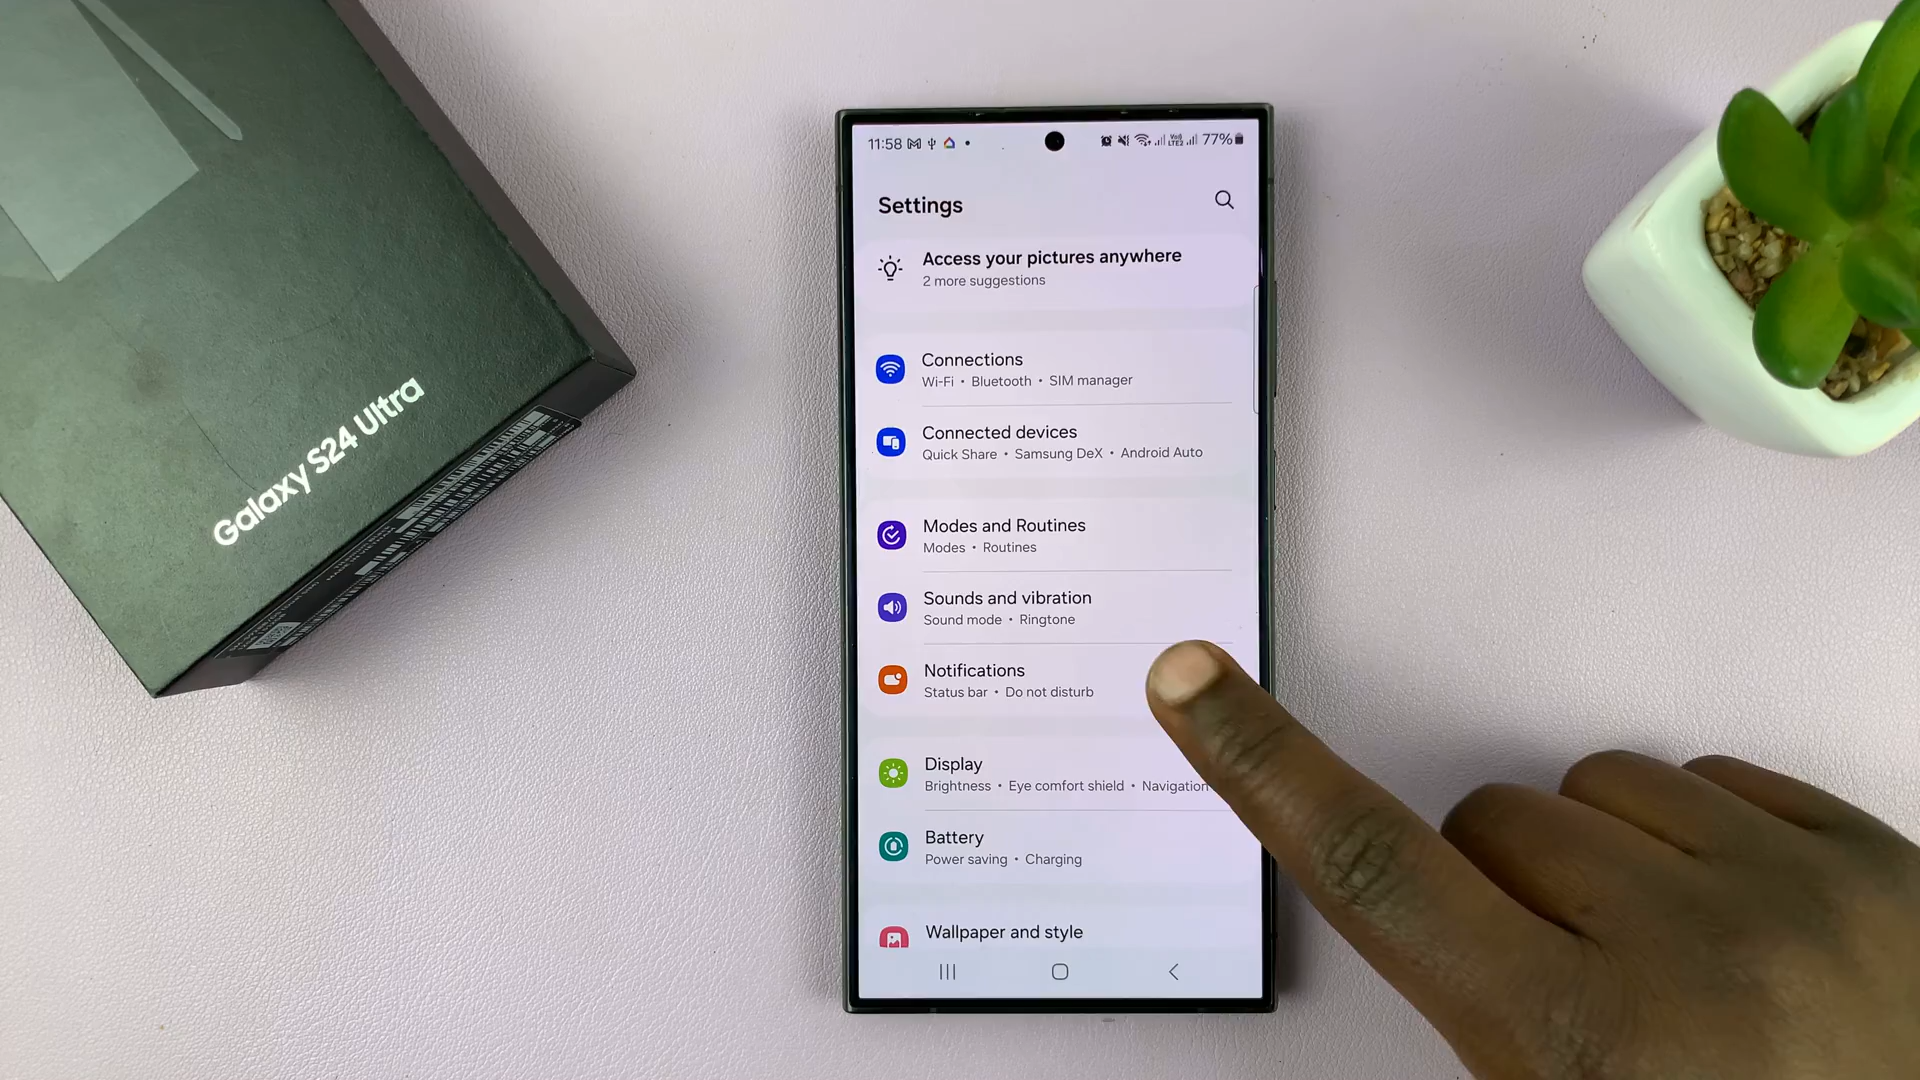 Galaxy S24 Ultra
11:58
77%
Settings
Access your pictures anywhere
2 more suggestions
Connections
Wi-Fi • Bluetooth • SIM manager
Connected devices
Quick Share • Samsung DeX • Android Auto
Modes and Routines
Modes • Routines
Sounds and vibration
Sound mode • Ringtone
Notifications
Status bar • Do not disturb
Display
Brightness • Eye comfort shield • Navigation
Battery
Power saving • Charging
Wallpaper and style